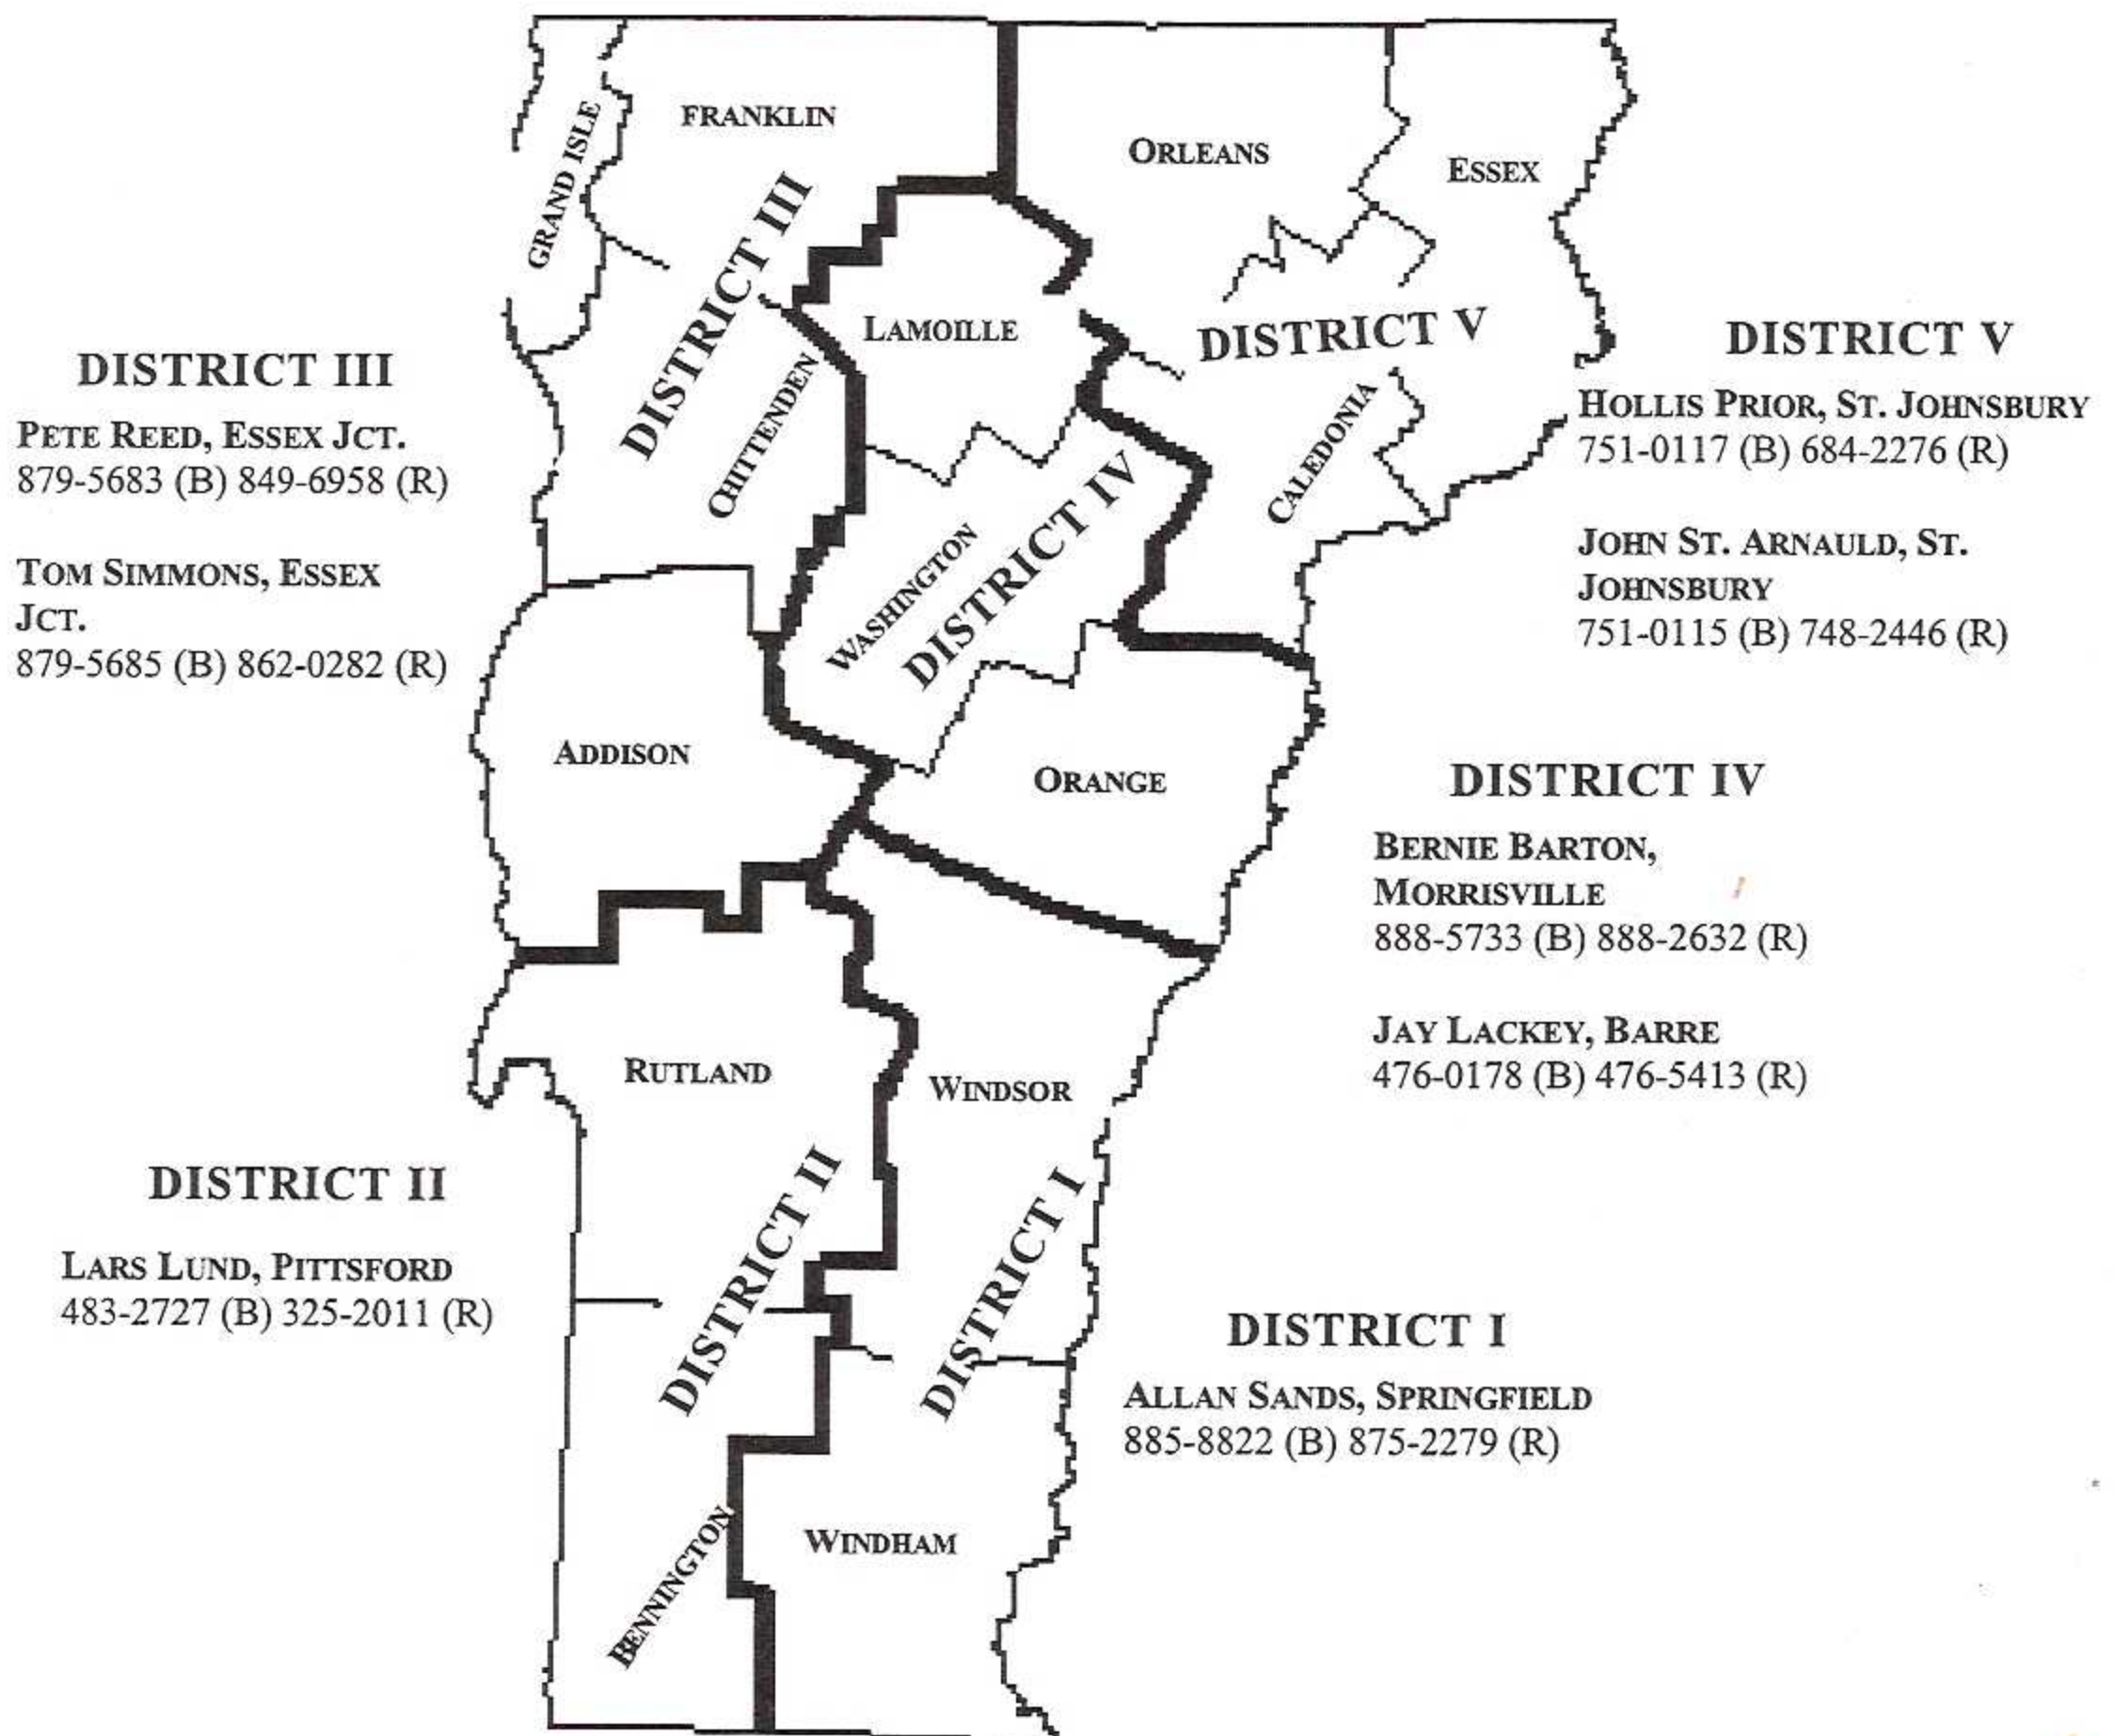 FRANKLIN
ORLEANS
ESSEX
GRAND ISLE
DISTRICT III
LAMOILLE
DISTRICT V
CHITTENDEN
CALEDONIA
WASHINGTON
DISTRICT IV
ADDISON
ORANGE
RUTLAND
WINDSOR
DISTRICT II
DISTRICT I
BENNINGTON
WINDHAM
DISTRICT III
PETE REED, ESSEX JCT.
879-5683 (B) 849-6958 (R)
TOM SIMMONS, ESSEX
JCT.
879-5685 (B) 862-0282 (R)
DISTRICT V
HOLLIS PRIOR, ST. JOHNSBURY
751-0117 (B) 684-2276 (R)
JOHN ST. ARNAULD, ST.
JOHNSBURY
751-0115 (B) 748-2446 (R)
DISTRICT IV
BERNIE BARTON,
MORRISVILLE
888-5733 (B) 888-2632 (R)
JAY LACKEY, BARRE
476-0178 (B) 476-5413 (R)
DISTRICT II
LARS LUND, PITTSFORD
483-2727 (B) 325-2011 (R)
DISTRICT I
ALLAN SANDS, SPRINGFIELD
885-8822 (B) 875-2279 (R)